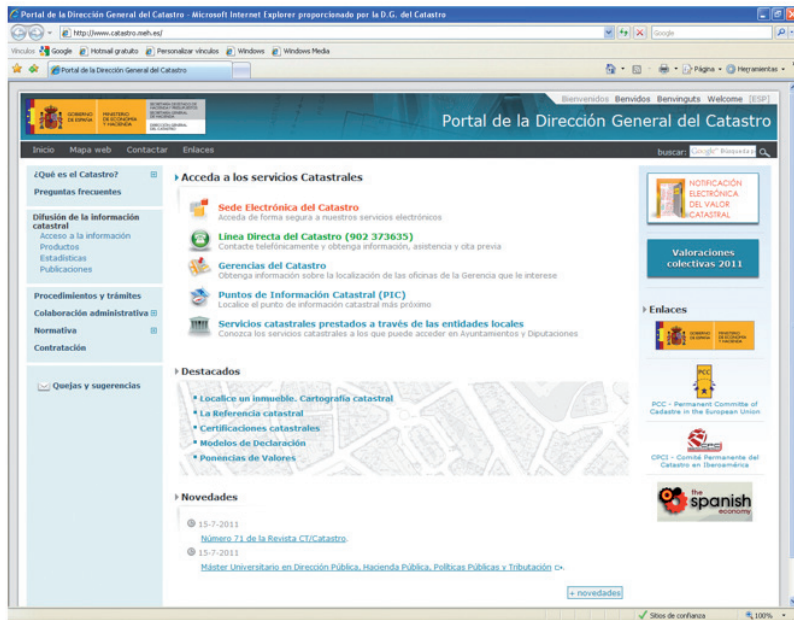 Portal de la Dirección General del Catastro - Microsoft Internet Explorer proporcionado por la D.G. del Catastro
http://www.catastro.meh.es/
Google
Vínculos Google Hotmail gratuito Personalizar vínculos Windows Windows Media
Portal de la Dirección General del Catastro
Página Herramientas
Bienvenidos Benvidos Benvinguts Welcome [ESP]
GOBIERNO DE ESPAÑA
MINISTERIO DE ECONOMÍA Y HACIENDA
Portal de la Dirección General del Catastro
Inicio Mapa web Contactar Enlaces
buscar: Google
¿Qué es el Catastro?
Preguntas frecuentes
Difusión de la información
catastral
Acceso a la información
Productos
Estadísticas
Publicaciones
Procedimientos y trámites
Colaboración administrativa
Normativa
Contratación
Quejas y sugerencias
Acceda a los servicios Catastrales
Sede Electrónica del Catastro
Acceda de forma segura a nuestros servicios electrónicos
Línea Directa del Catastro (902 373635)
Contacte telefónicamente y obtenga información, asistencia y cita previa
Gerencias del Catastro
Obtenga información sobre la localización de las oficinas de la Gerencia que le interese
Puntos de Información Catastral (PIC)
Localice el punto de información catastral más próximo
Servicios catastrales prestados a través de las entidades locales
Conozca los servicios catastrales a los que puede acceder en Ayuntamientos y Diputaciones
Destacados
Localice un inmueble. Cartografía catastral
La Referencia catastral
Certificaciones catastrales
Modelos de Declaración
Ponencias de Valores
Novedades
15-7-2011
Número 71 de la Revista CT/Catastro.
15-7-2011
Máster Universitario en Dirección Pública, Hacienda Pública, Políticas Públicas y Tributación
+ novedades
NOTIFICACIÓN
ELECTRÓNICA
DEL VALOR
CATASTRAL
Valoraciones
colectivas 2011
Enlaces
PCC
PCC - Permanent Committe of
Cadastre in the European Union
CPCI - Comité Permanente del
Catastro en Iberoamérica
the
spanish
economy
Sitios de confianza 100%